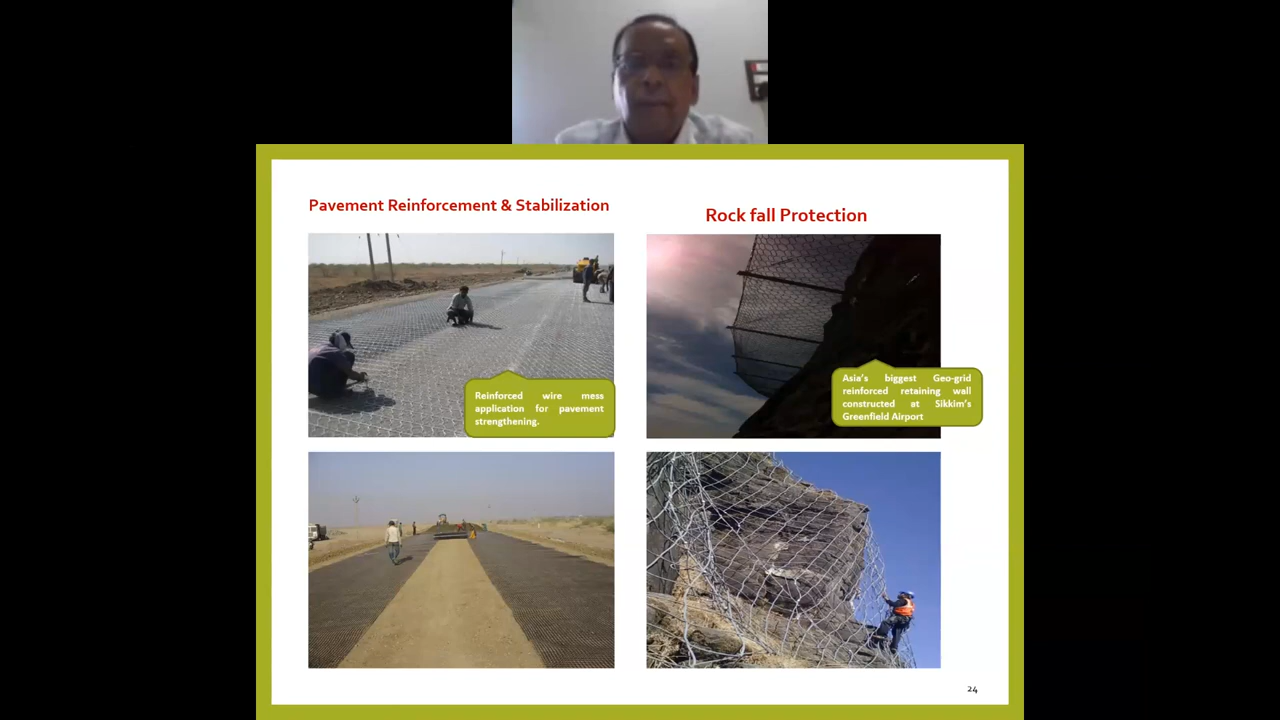 Pavement Reinforcement & Stabilization
Rock fall Protection
Reinforced wire mess
application for pavement
strengthening.
Asia's biggest Geo-grid
reinforced retaining wall
constructed at Sikkim's
Greenfield Airport
24